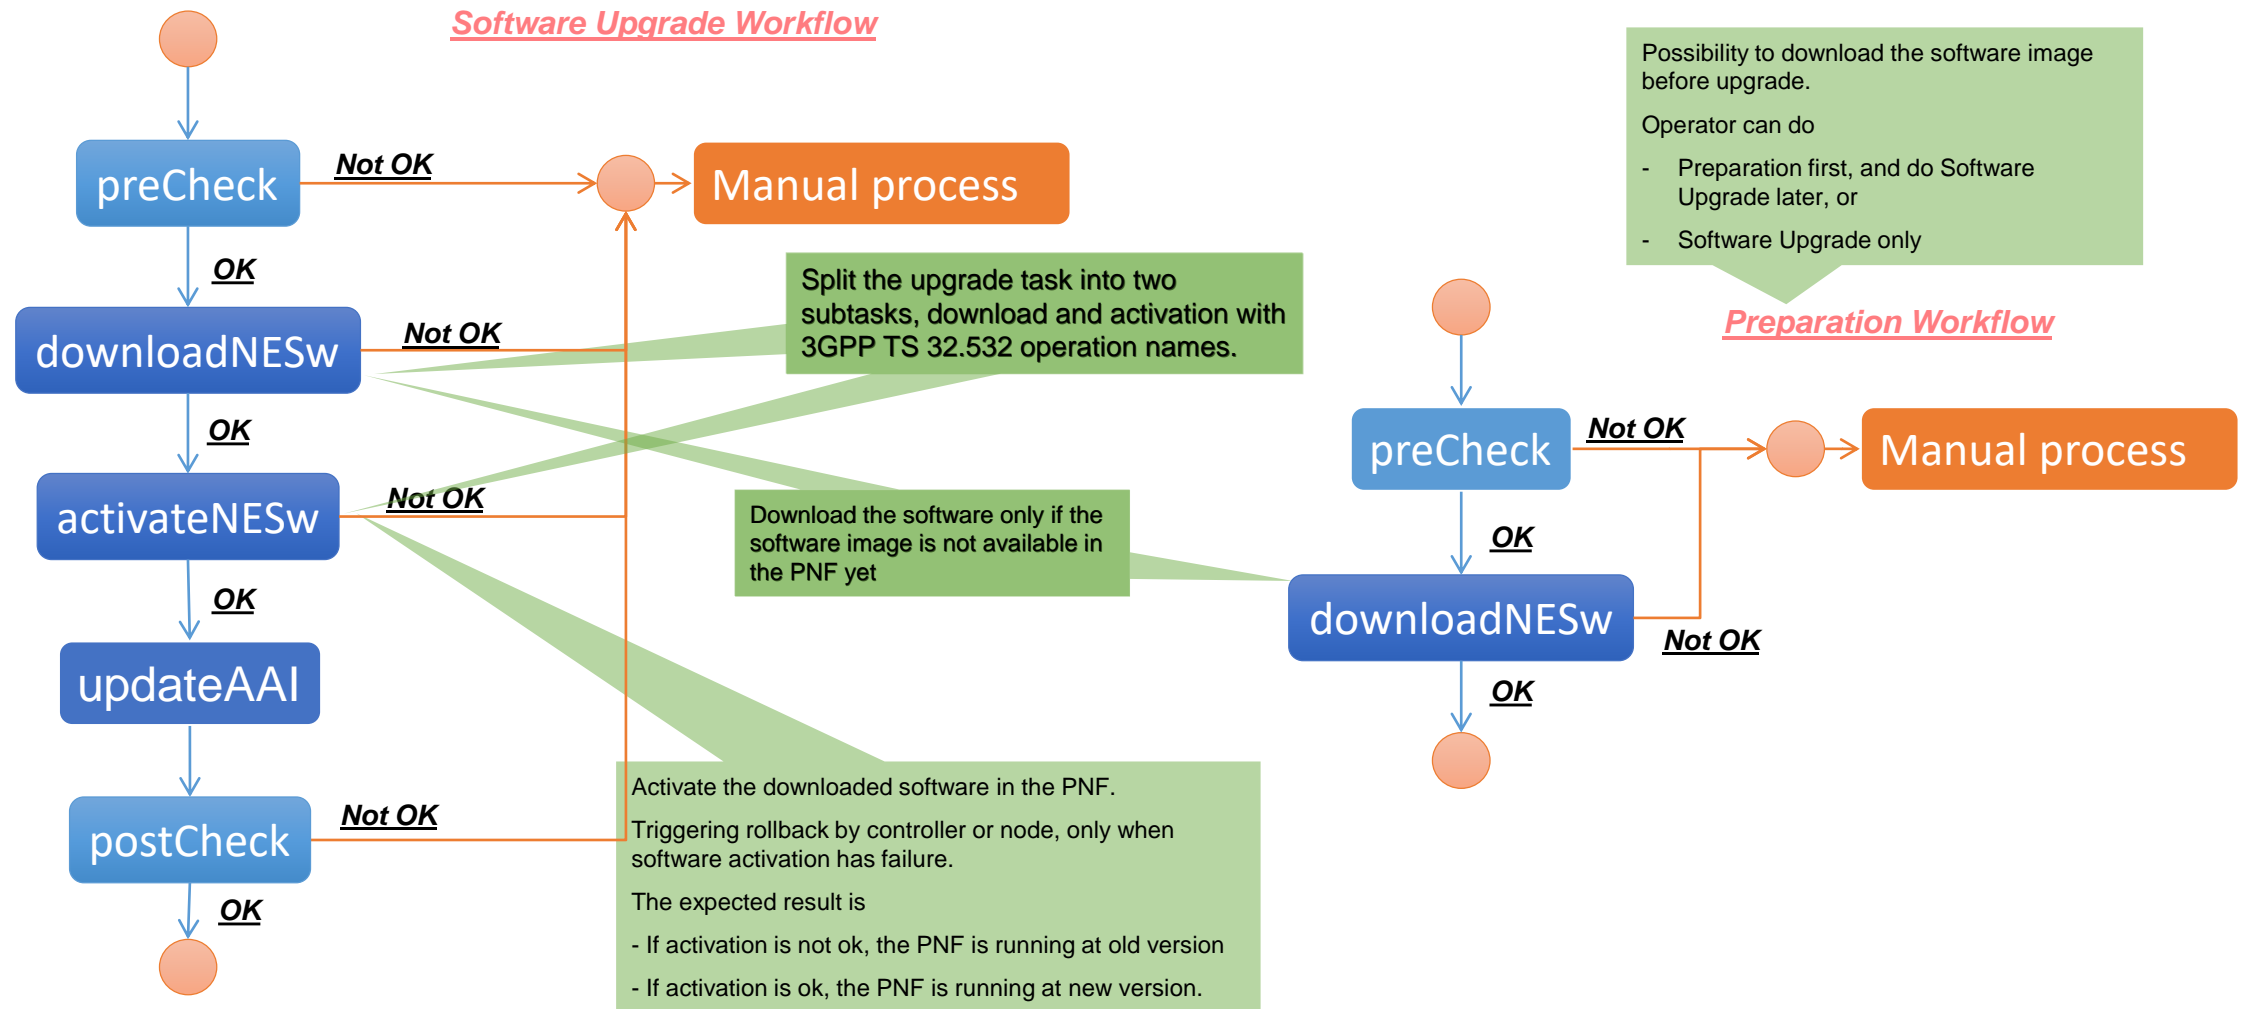 Software Upgrade Workflow
preCheck
Not OK
Manual process
OK
downloadNESw
Not OK
OK
activateNESw
Not OK
OK
updateAAI
postCheck
Not OK
OK
Split the upgrade task into two
subtasks, download and activation with
3GPP TS 32.532 operation names.
Download the software only if the
software image is not available in
the PNF yet
Activate the downloaded software in the PNF.
Triggering rollback by controller or node, only when
software activation has failure.
The expected result is
- If activation is not ok, the PNF is running at old version
- If activation is ok, the PNF is running at new version.
Possibility to download the software image
before upgrade.
Operator can do
- Preparation first, and do Software
Upgrade later, or
- Software Upgrade only
Preparation Workflow
preCheck
Not OK
Manual process
OK
downloadNESw
Not OK
OK